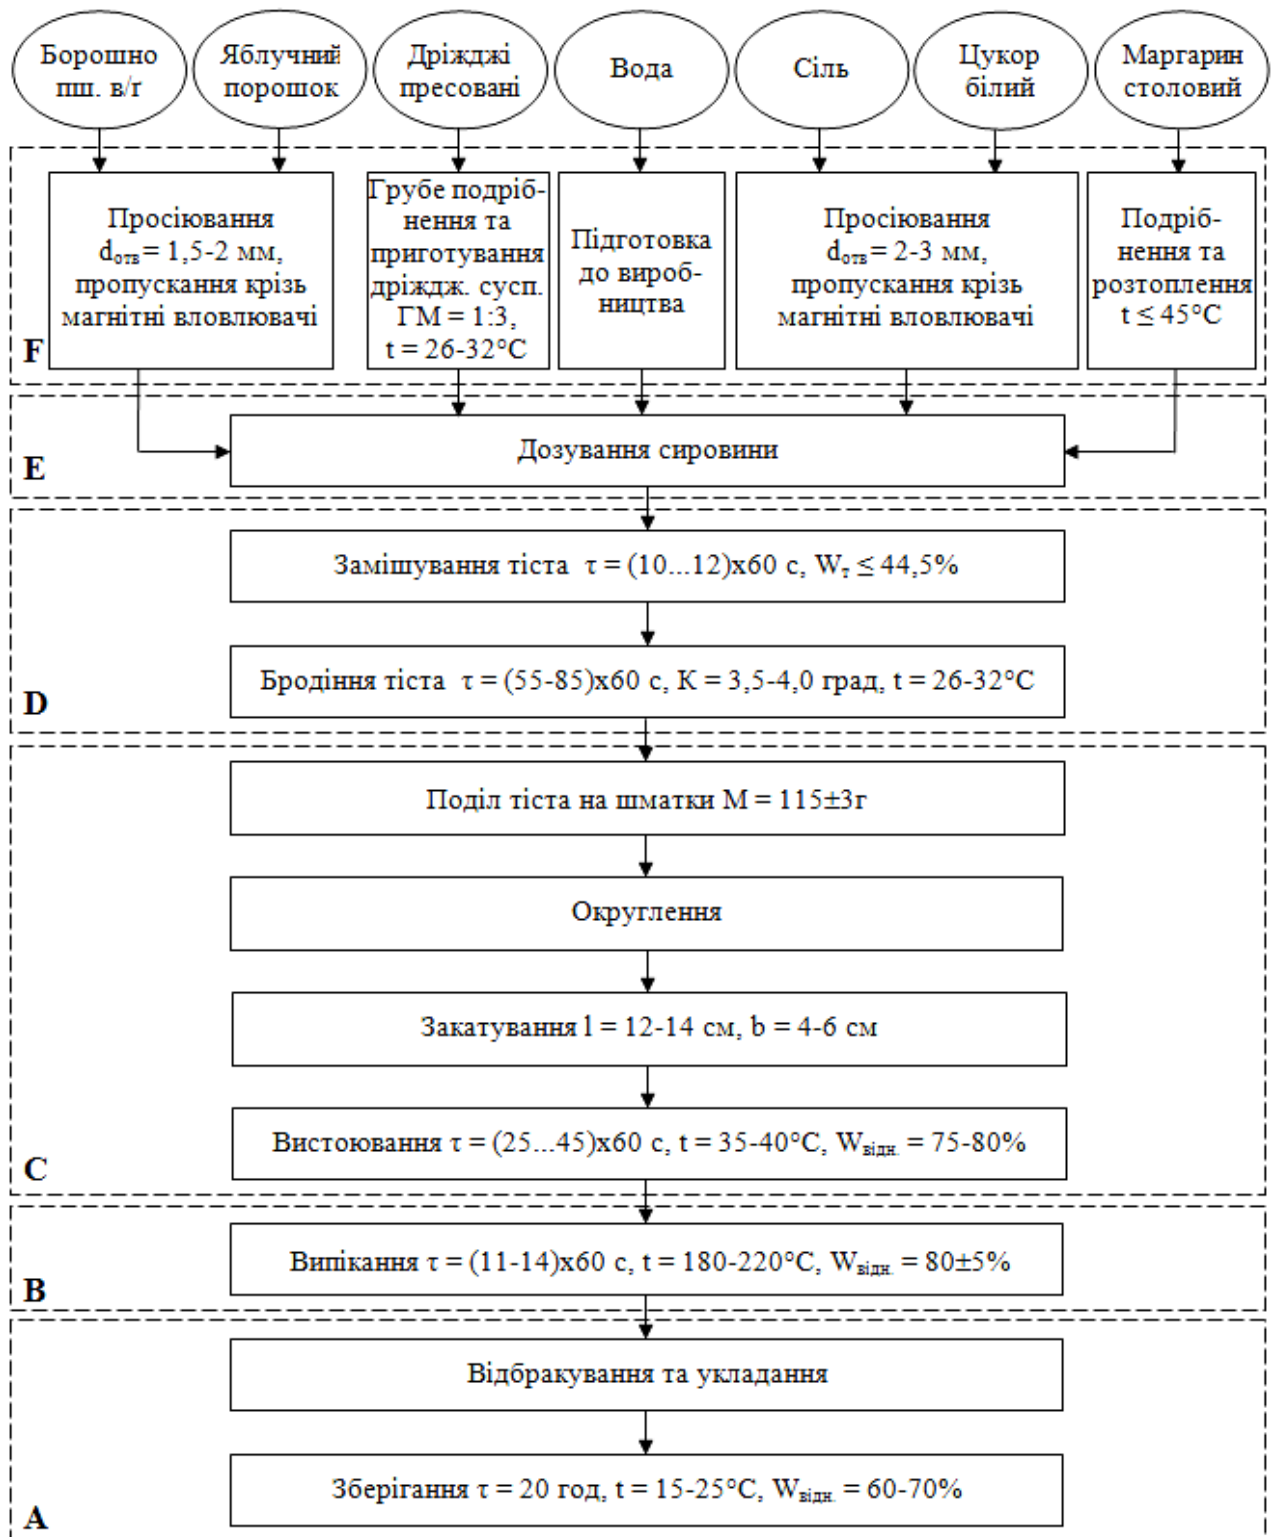 Борошно
пш. в/ґ
Яблучний
порошок
Дріжджі
пресовані
Вода
Сіль
Цукор
білий
Маргарин
столовий
Просіювання
dотв = 1,5-2 мм,
пропускання крізь
магнітні вловлювачі
Грубе подріб-
нення та
приготування
дріждж. сусп.
ГМ = 1:3,
t = 26-32°C
Підготовка
до вироб-
ництва
Просіювання
dотв = 2-3 мм,
пропускання крізь
магнітні вловлювачі
Подріб-
нення та
розтоплення
t ≤ 45°C
F
Дозування сировини
E
Замішування тіста τ = (10...12)х60 с, Wт ≤ 44,5%
Бродіння тіста τ = (55-85)х60 с, К = 3,5-4,0 град, t = 26-32°C
D
Поділ тіста на шматки М = 115±3г
Округлення
Закатування l = 12-14 см, b = 4-6 см
Вистоювання τ = (25...45)х60 с, t = 35-40°C, Wвідн. = 75-80%
C
Випікання τ = (11-14)х60 с, t = 180-220°C, Wвідн. = 80±5%
B
Відбракування та укладання
Зберігання τ = 20 год, t = 15-25°C, Wвідн. = 60-70%
A